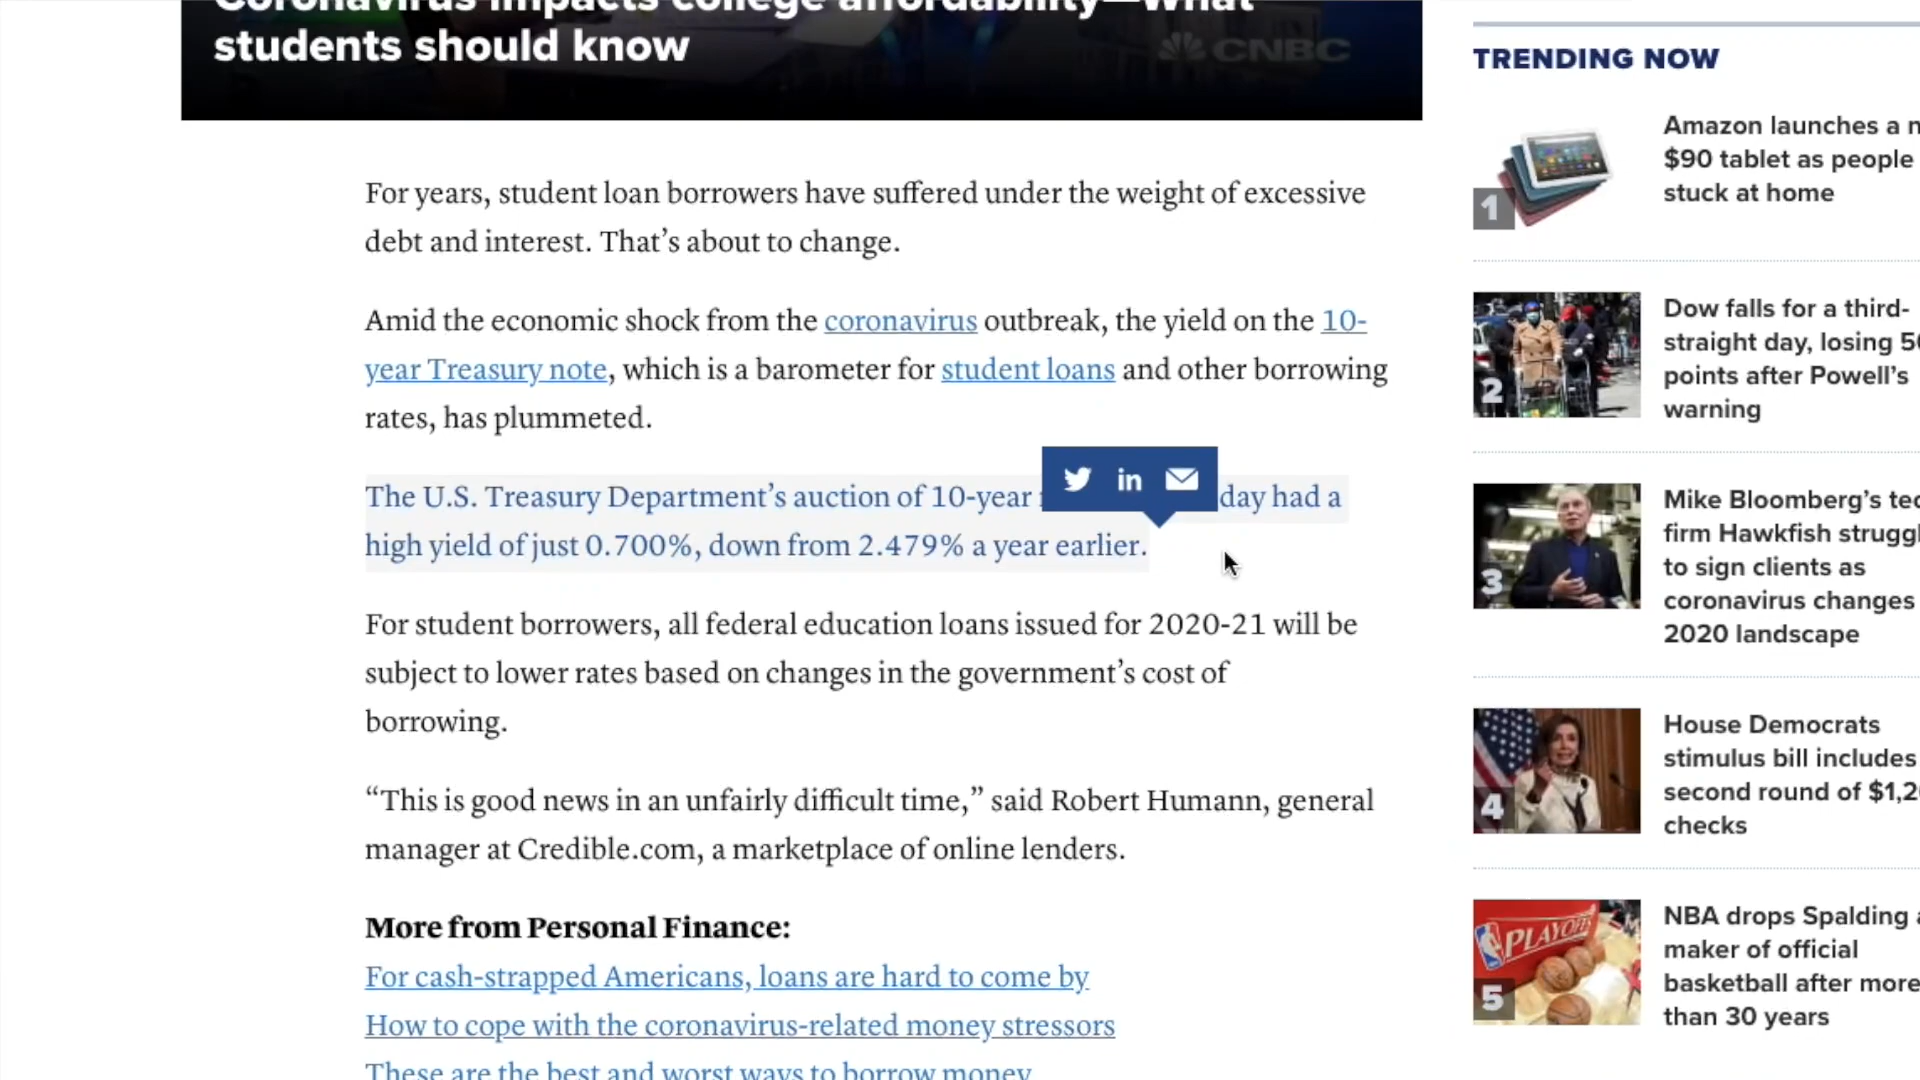 Coronavirus impacts college affordability—What
students should know
CNBC
For years, student loan borrowers have suffered under the weight of excessive
debt and interest. That’s about to change.
Amid the economic shock from the coronavirus outbreak, the yield on the 10-
year Treasury note, which is a barometer for student loans and other borrowing
rates, has plummeted.
The U.S. Treasury Department’s auction of 10-year day had a
high yield of just 0.700%, down from 2.479% a year earlier.
For student borrowers, all federal education loans issued for 2020-21 will be
subject to lower rates based on changes in the government’s cost of
borrowing.
“This is good news in an unfairly difficult time,” said Robert Humann, general
manager at Credible.com, a marketplace of online lenders.
More from Personal Finance:
For cash-strapped Americans, loans are hard to come by
How to cope with the coronavirus-related money stressors
These are the best and worst ways to borrow money
TRENDING NOW
1
Amazon launches a
$90 tablet as people
stuck at home
2
Dow falls for a third-
straight day, losing
points after Powell’s
warning
3
Mike Bloomberg’s
firm Hawkfish
to sign clients as
coronavirus changes
2020 landscape
4
House Democrats
stimulus bill includes
second round of
checks
PLAYOFFS
5
NBA drops Spalding
maker of official
basketball after more
than 30 years